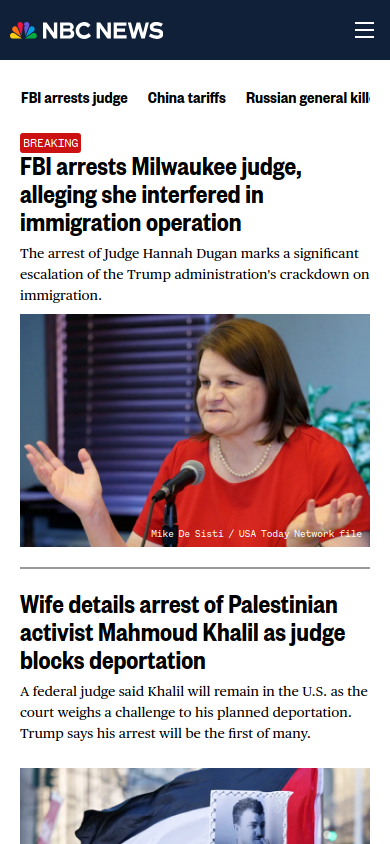 NBC NEWS
FBI arrests judge China tariffs Russian general kill
BREAKING
FBI arrests Milwaukee judge,
alleging she interfered in
immigration operation
The arrest of Judge Hannah Dugan marks a significant
escalation of the Trump administration's crackdown on
immigration.
Mike De Sisti / USA Today Network file
Wife details arrest of Palestinian
activist Mahmoud Khalil as judge
blocks deportation
A federal judge said Khalil will remain in the U.S. as the
court weighs a challenge to his planned deportation.
Trump says his arrest will be the first of many.